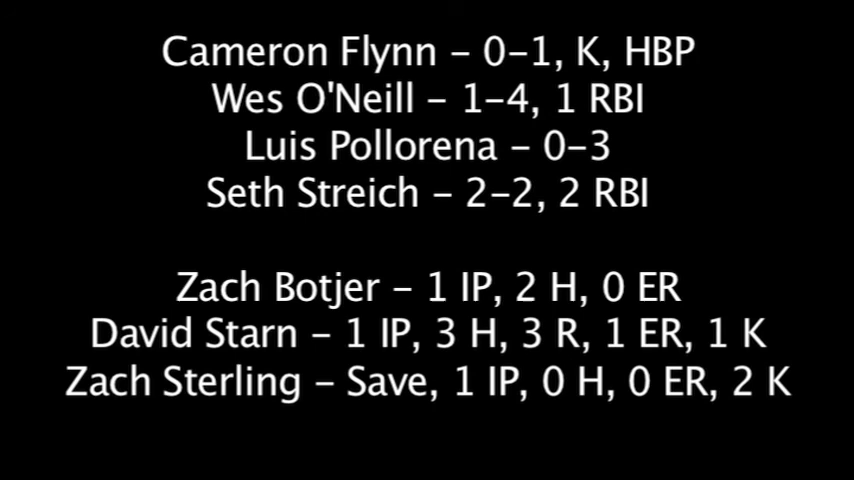 Cameron Flynn – 0–1, K, HBP
Wes O'Neill – 1–4, 1 RBI
Luis Pollorena – 0–3
Seth Streich – 2–2, 2 RBI
Zach Botjer – 1 IP, 2 H, 0 ER
David Starn – 1 IP, 3 H, 3 R, 1 ER, 1 K
Zach Sterling – Save, 1 IP, 0 H, 0 ER, 2 K